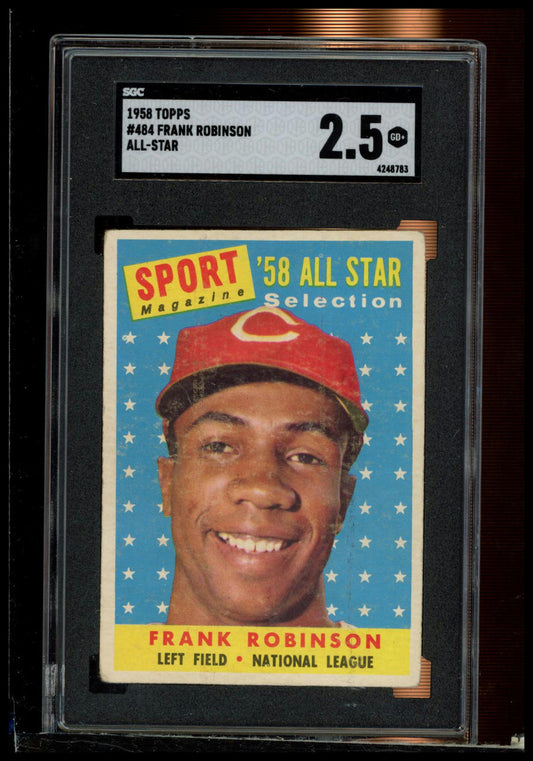 SGC
1958 TOPPS
#484 FRANK ROBINSON
ALL-STAR
2.5
GD+
4248783
SPORT
Magazine
'58 ALL STAR
Selection
C
FRANK ROBINSON
LEFT FIELD • NATIONAL LEAGUE